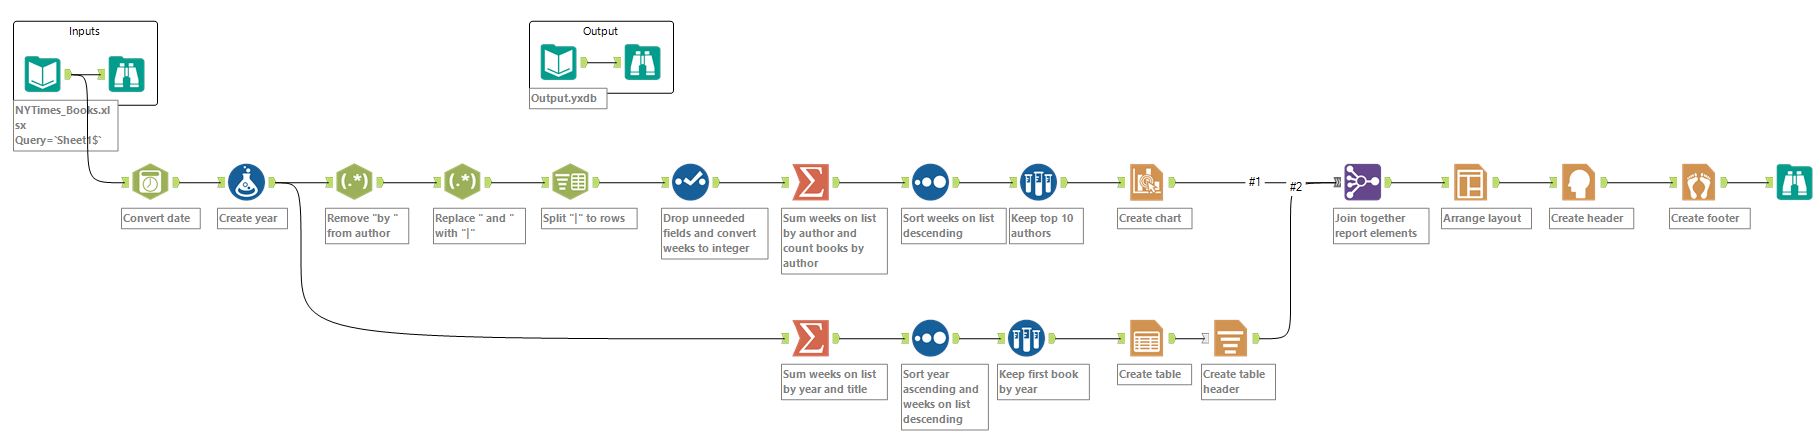 Inputs
NYTimes_Books.xl
sx
Query=`Sheet1$`
Output
Output.yxdb
Convert date
Create year
(.*)
Remove "by "
from author
(.*)
Replace " and "
with "|"
Split "|" to rows
Drop unneeded
fields and convert
weeks to integer
Sum weeks on list
by author and
count books by
author
Sort weeks on list
descending
Keep top 10
authors
Create chart
#1
#2
Join together
report elements
Arrange layout
Create header
Create footer
Sum weeks on list
by year and title
Sort year
ascending and
weeks on list
descending
Keep first book
by year
Create table
Create table
header